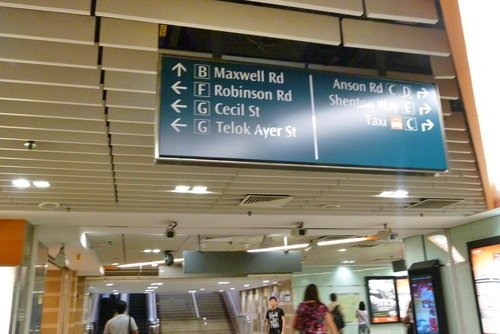 B Maxwell Rd
F Robinson Rd
G Cecil St
G Telok Ayer St
Anson Rd C D
Shenton Way E
Taxi C